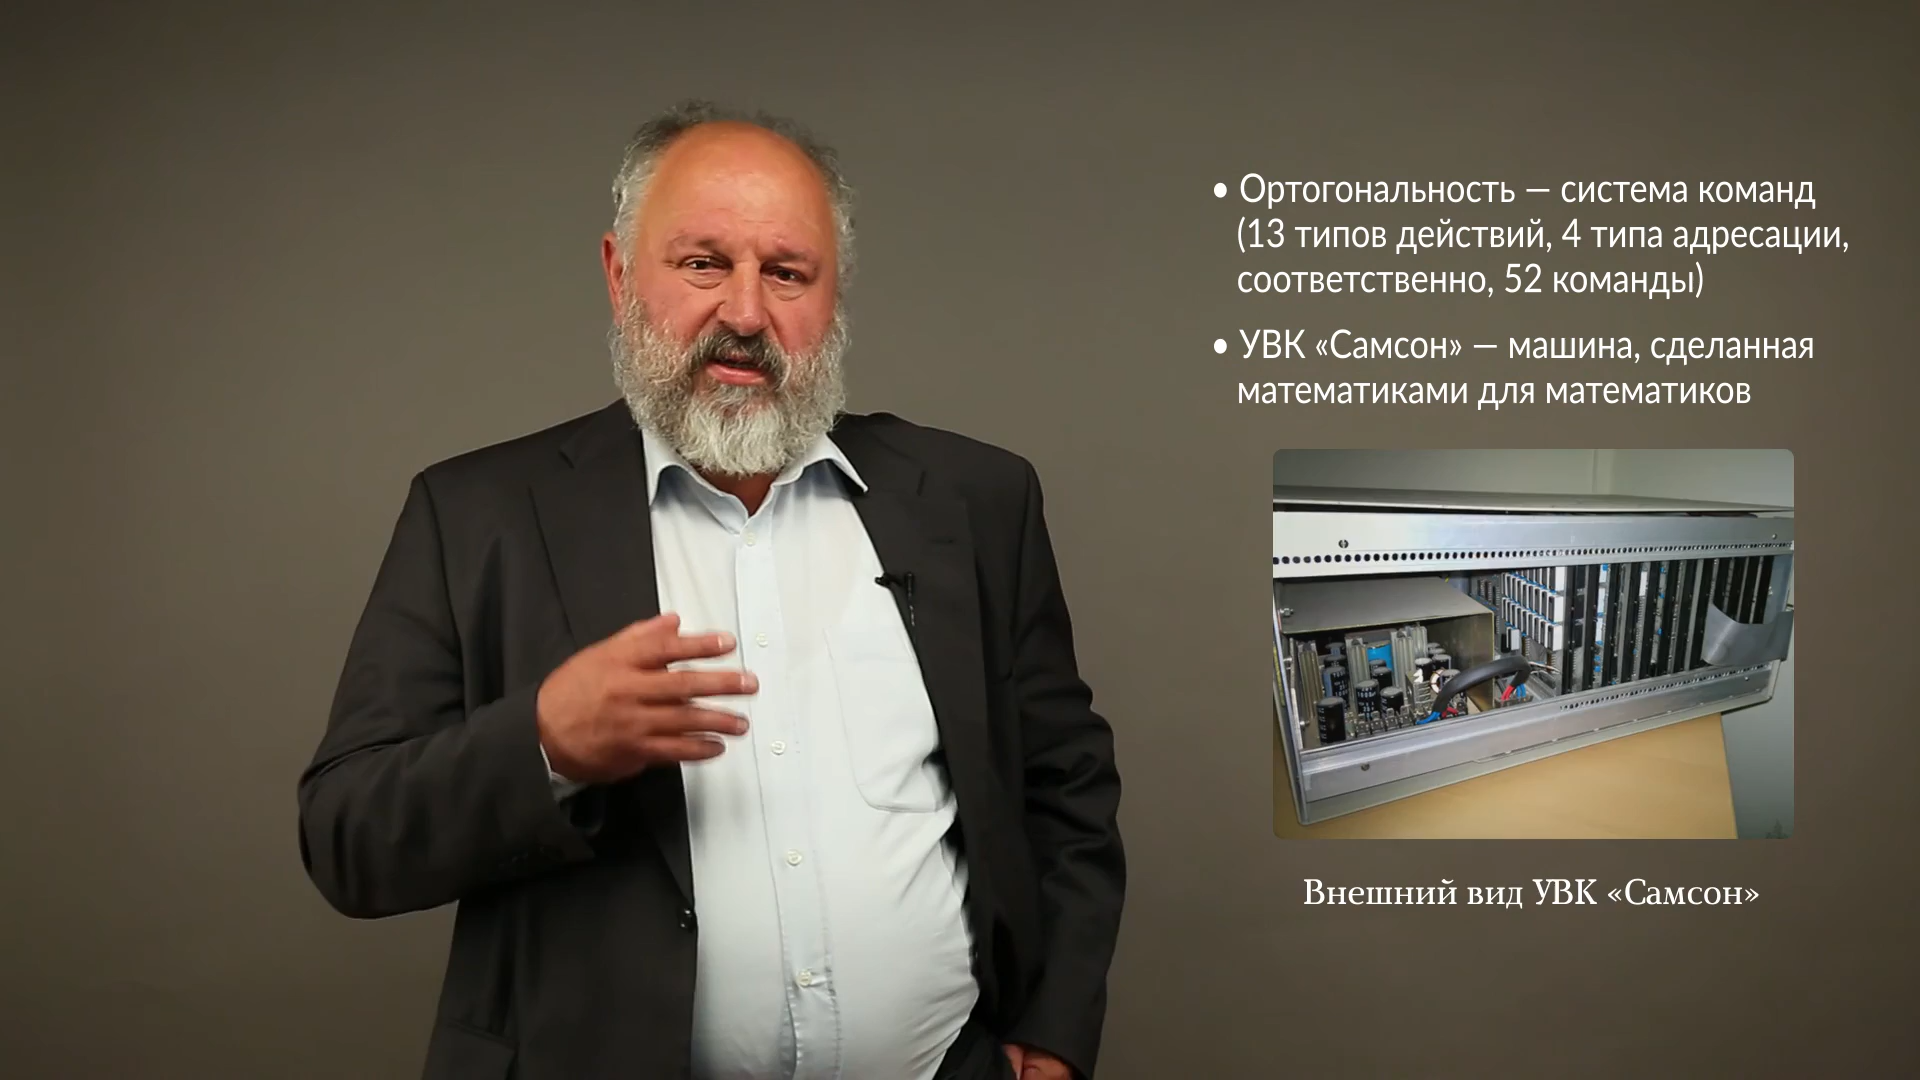 • Ортогональность — система команд
(13 типов действий, 4 типа адресации,
соответственно, 52 команды)
• УВК «Самсон» — машина, сделанная
математиками для математиков
Внешний вид УВК «Самсон»